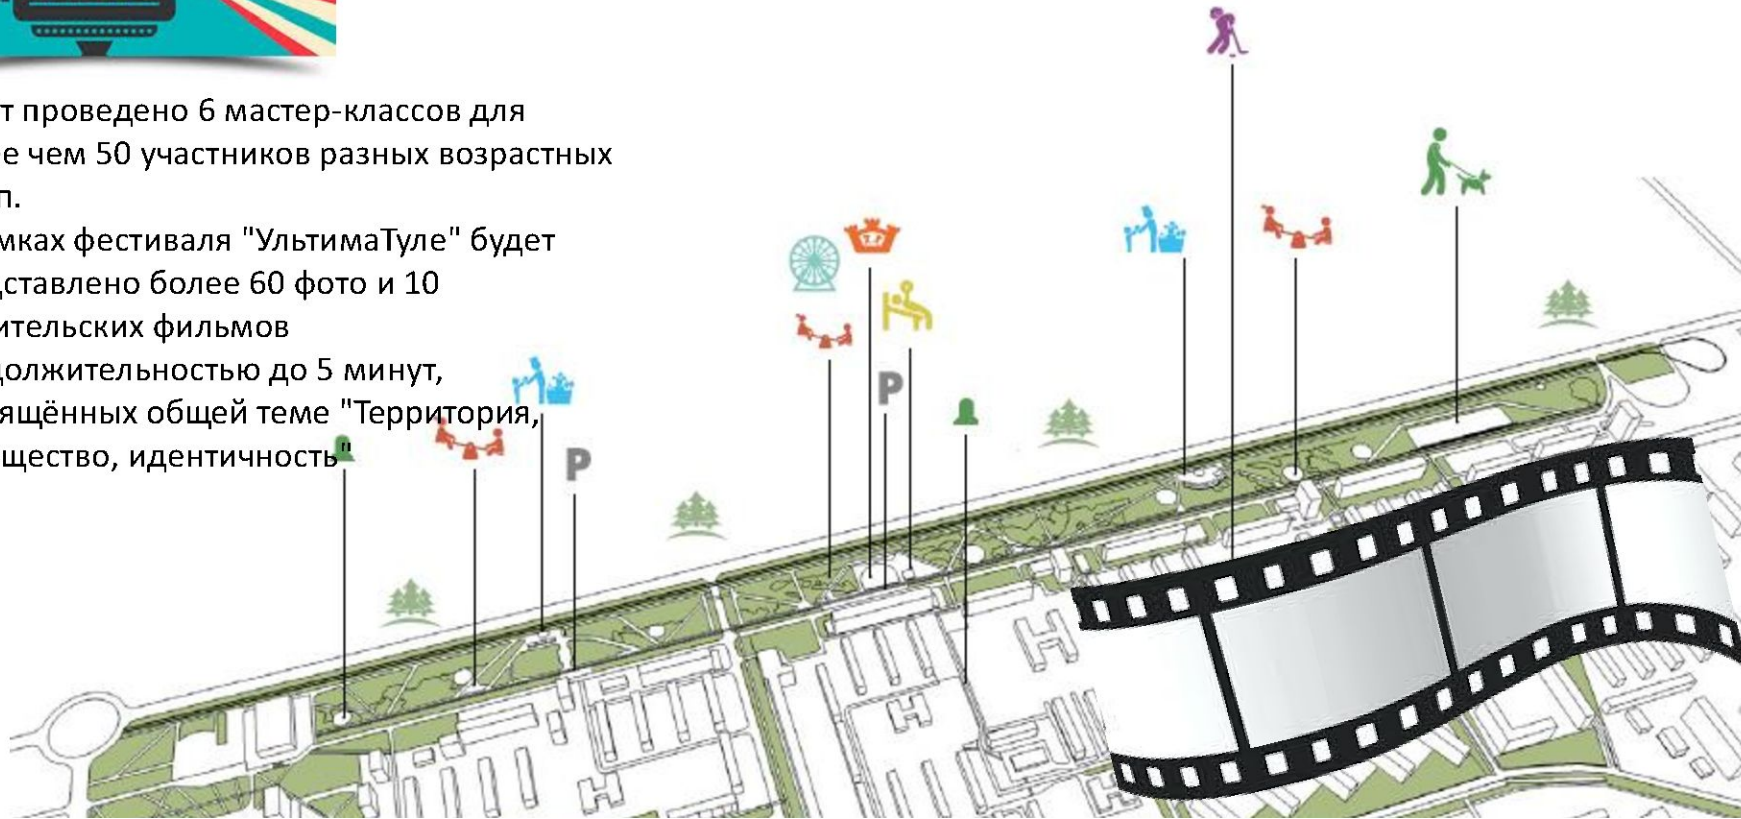 т проведено 6 мастер-классов для
е чем 50 участников разных возрастных
п.
мках фестиваля "УльтимаТуле" будет
дставлено более 60 фото и 10
ительских фильмов
должительностью до 5 минут,
вящённых общей теме "Территория,
щество, идентичность"
P
P